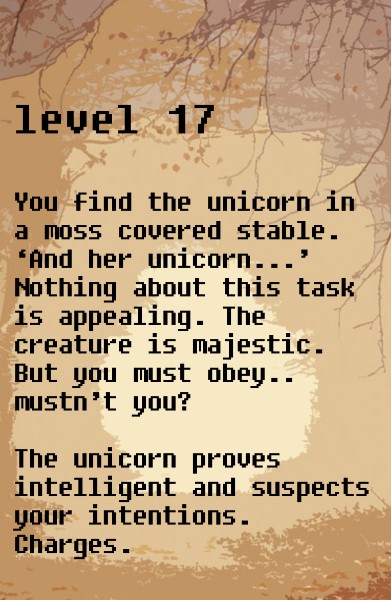 level 17
You find the unicorn in
a moss covered stable.
‘And her unicorn...’
Nothing about this task
is appealing. The
creature is majestic.
But you must obey..
mustn’t you?
The unicorn proves
intelligent and suspects
your intentions.
Charges.